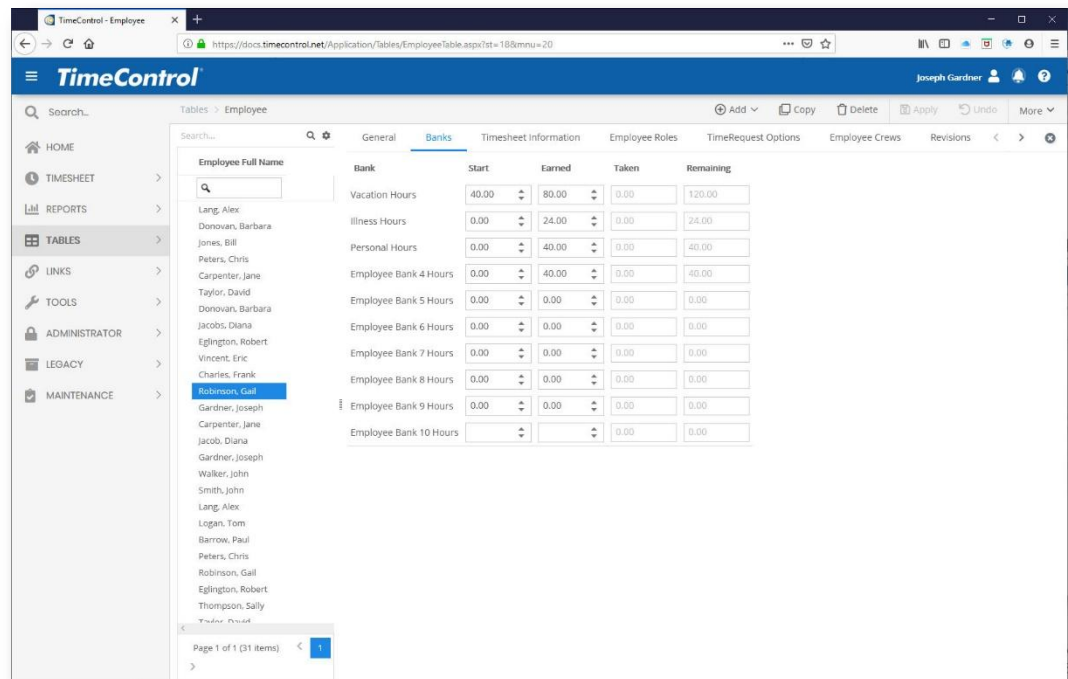 TimeControl - Employee
https://docs.timecontrol.net/Application/Tables/EmployeeTable.aspx?st=18&mnu=20
TimeControl
Joseph Gardner
Search...
Tables > Employee
Add
Copy
Delete
Apply
Undo
More
HOME
TIMESHEET
REPORTS
TABLES
LINKS
TOOLS
ADMINISTRATOR
LEGACY
MAINTENANCE
Search...
Employee Full Name
Lang, Alex
Donovan, Barbara
Jones, Bill
Peters, Chris
Carpenter, Jane
Taylor, David
Donovan, Barbara
Jacobs, Diana
Eglington, Robert
Vincent, Eric
Charles, Frank
Robinson, Gail
Gardner, Joseph
Carpenter, Jane
Jacob, Diana
Gardner, Joseph
Walker, John
Smith, John
Lang, Alex
Logan, Tom
Barrow, Paul
Peters, Chris
Robinson, Gail
Eglington, Robert
Thompson, Sally
Taylor, David
Page 1 of 1 (31 items) < 1
>
General Banks Timesheet Information Employee Roles TimeRequest Options Employee Crews Revisions
Bank Start Earned Taken Remaining
Vacation Hours 40.00 80.00 0.00 120.00
Illness Hours 0.00 24.00 0.00 24.00
Personal Hours 0.00 40.00 0.00 40.00
Employee Bank 4 Hours 0.00 40.00 0.00 40.00
Employee Bank 5 Hours 0.00 0.00 0.00 0.00
Employee Bank 6 Hours 0.00 0.00 0.00 0.00
Employee Bank 7 Hours 0.00 0.00 0.00 0.00
Employee Bank 8 Hours 0.00 0.00 0.00 0.00
Employee Bank 9 Hours 0.00 0.00 0.00 0.00
Employee Bank 10 Hours 0.00 0.00